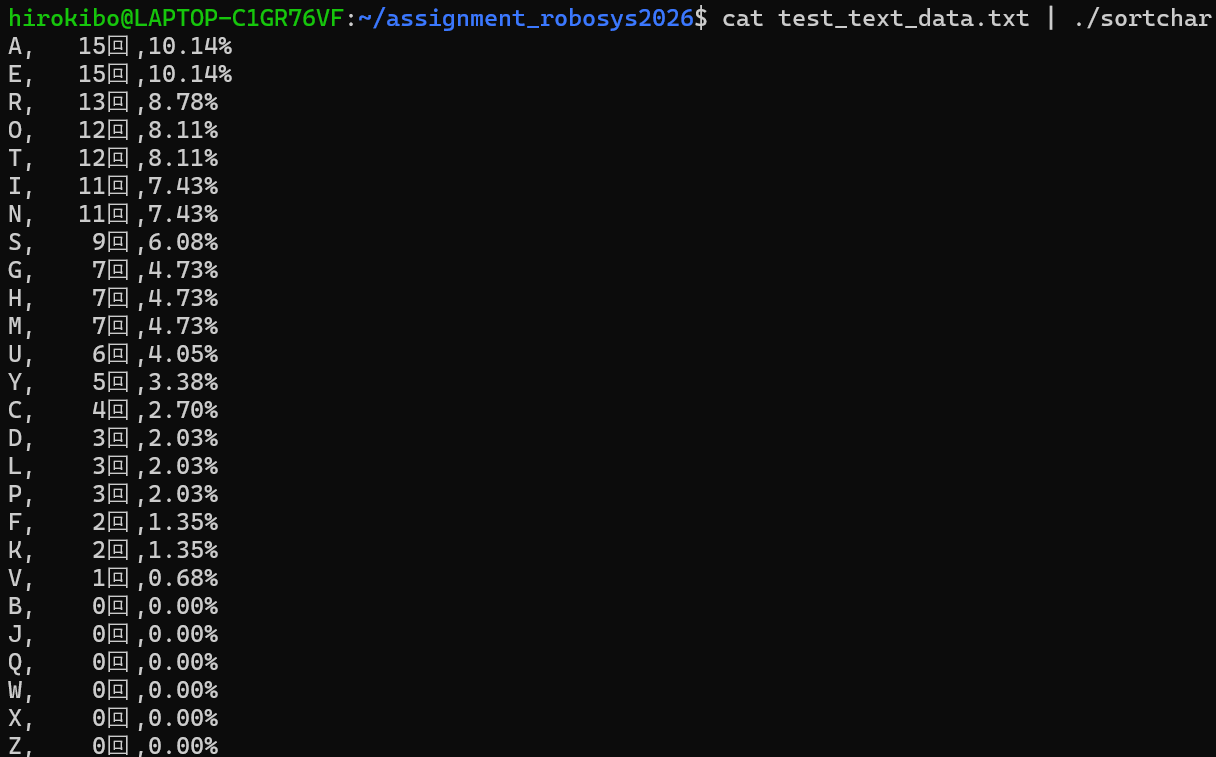 hirokibo@LAPTOP-C1GR76VF:~/assignment_robosys2026$ cat test_text_data.txt | ./sortchar
A,   15回,10.14%
E,   15回,10.14%
R,   13回,8.78%
O,   12回,8.11%
T,   12回,8.11%
I,   11回,7.43%
N,   11回,7.43%
S,    9回,6.08%
G,    7回,4.73%
H,    7回,4.73%
M,    7回,4.73%
U,    6回,4.05%
Y,    5回,3.38%
C,    4回,2.70%
D,    3回,2.03%
L,    3回,2.03%
P,    3回,2.03%
F,    2回,1.35%
K,    2回,1.35%
V,    1回,0.68%
B,    0回,0.00%
J,    0回,0.00%
Q,    0回,0.00%
W,    0回,0.00%
X,    0回,0.00%
Z,    0回,0.00%